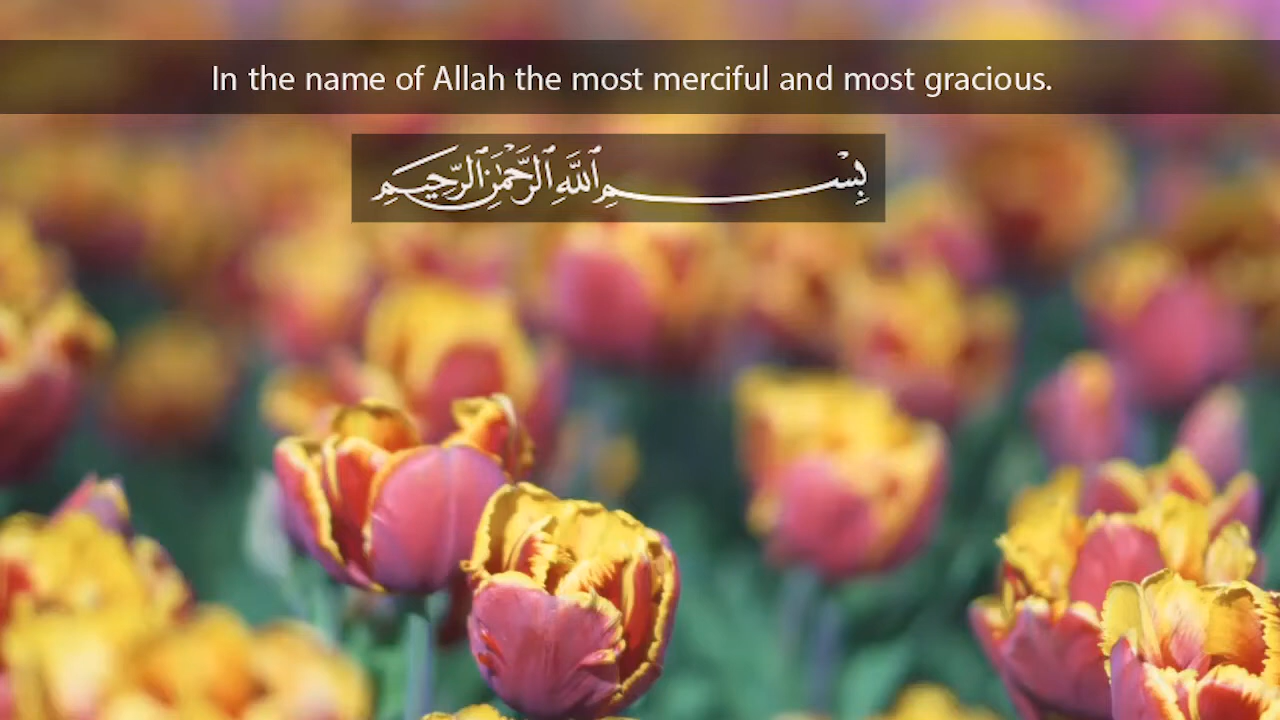 In the name of Allah the most merciful and most gracious.
بِسْمِ اللَّهِ الرَّحْمَٰنِ الرَّحِيمِ